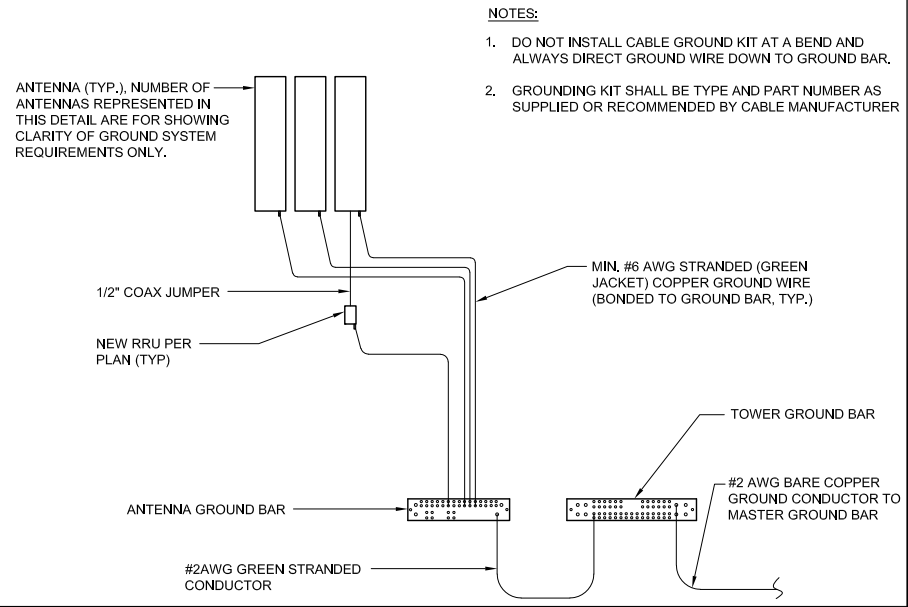 NOTES:
1. DO NOT INSTALL CABLE GROUND KIT AT A BEND AND
ALWAYS DIRECT GROUND WIRE DOWN TO GROUND BAR.
2. GROUNDING KIT SHALL BE TYPE AND PART NUMBER AS
SUPPLIED OR RECOMMENDED BY CABLE MANUFACTURER
ANTENNA (TYP.), NUMBER OF
ANTENNAS REPRESENTED IN
THIS DETAIL ARE FOR SHOWING
CLARITY OF GROUND SYSTEM
REQUIREMENTS ONLY.
MIN. #6 AWG STRANDED (GREEN
JACKET) COPPER GROUND WIRE
(BONDED TO GROUND BAR, TYP.)
1/2" COAX JUMPER
NEW RRU PER
PLAN (TYP)
TOWER GROUND BAR
#2 AWG BARE COPPER
GROUND CONDUCTOR TO
MASTER GROUND BAR
ANTENNA GROUND BAR
#2AWG GREEN STRANDED
CONDUCTOR